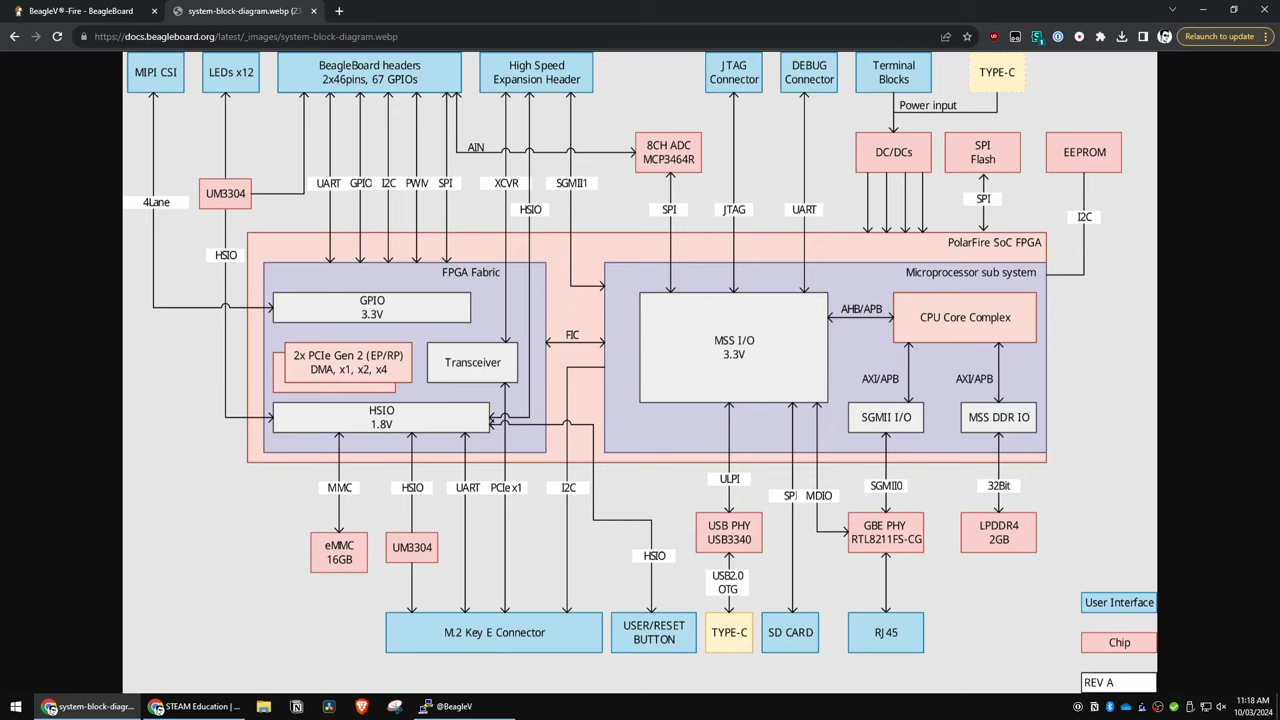 BeagleV®-Fire - BeagleBoard
system-block-diagram.webp (23
https://docs.beagleboard.org/latest/_images/system-block-diagram.webp
Relaunch to update
MIPI CSI
LEDs x12
BeagleBoard headers
2x46pins, 67 GPIOs
High Speed
Expansion Header
JTAG
Connector
DEBUG
Connector
Terminal
Blocks
TYPE-C
Power input
AIN
8CH ADC
MCP3464R
DC/DCs
SPI
Flash
EEPROM
UM3304
UART
GPIO
I2C
PWM
SPI
XCVR
SGMII1
4Lane
HSIO
SPI
JTAG
UART
SPI
I2C
HSIO
PolarFire SoC FPGA
FPGA Fabric
Microprocessor sub system
GPIO
3.3V
FIC
MSS I/O
3.3V
AHB/APB
CPU Core Complex
2x PCIe Gen 2 (EP/RP)
DMA, x1, x2, x4
Transceiver
AXI/APB
AXI/APB
HSIO
1.8V
SGMII I/O
MSS DDR IO
MMC
HSIO
UART
PCIe x1
I2C
ULPI
SPI
MDIO
SGMII0
32Bit
eMMC
16GB
UM3304
HSIO
USB PHY
USB3340
GBE PHY
RTL8211FS-CG
LPDDR4
2GB
USB2.0
OTG
M.2 Key E Connector
USER/RESET
BUTTON
TYPE-C
SD CARD
RJ45
User Interface
Chip
REV A
system-block-diagr...
STEAM Education | ...
@BeagleV
11:18 AM
10/03/2024